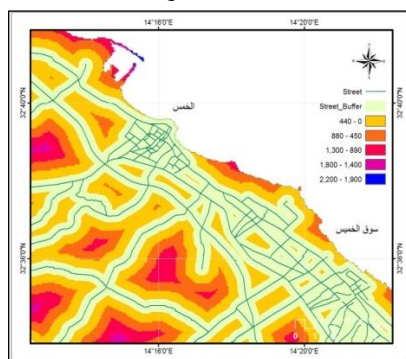 14°16'0"E
14°20'0"E
32°40'0"N
32°36'0"N
الخمس
سوق الخميس
Street
Street_Buffer
440 - 0
880 - 450
1,300 - 890
1,800 - 1,400
2,200 - 1,900
0
32°40'0"N
32°36'0"N
14°16'0"E
14°20'0"E